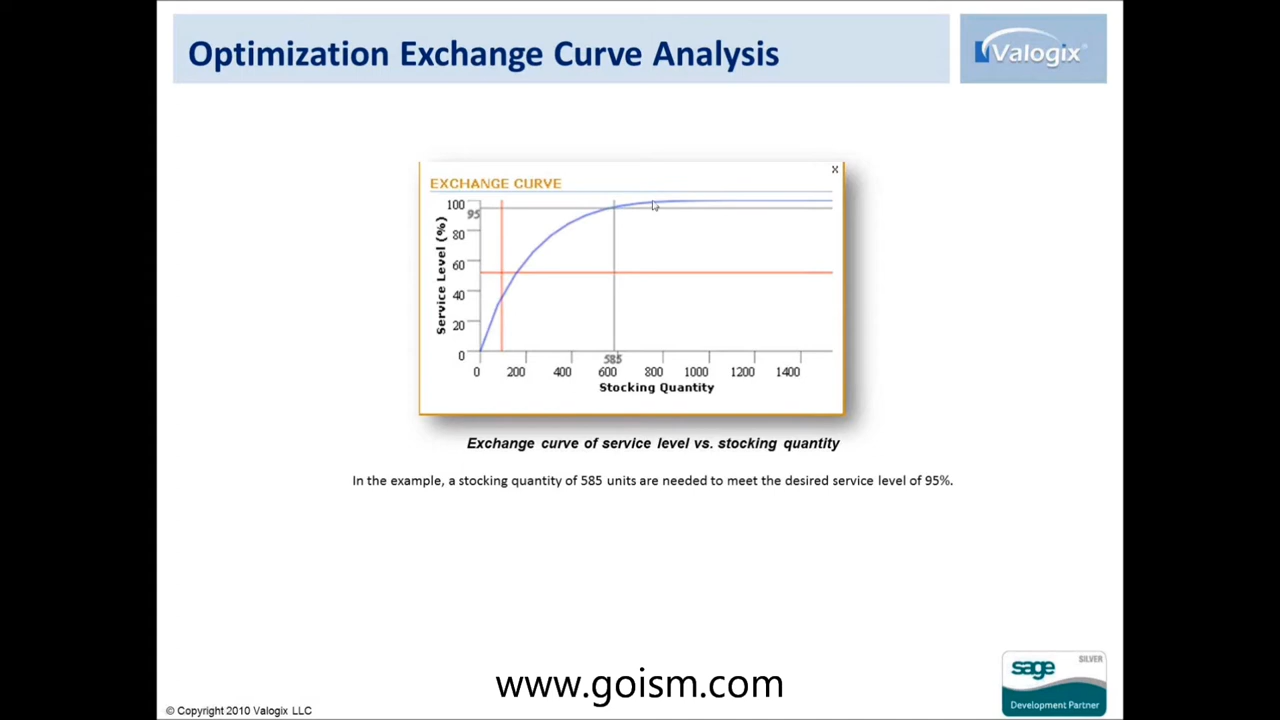 Optimization Exchange Curve Analysis
Valogix
X
EXCHANGE CURVE
Service Level (%)
100
95
80
60
40
20
0
585
0 200 400 600 800 1000 1200 1400
Stocking Quantity
Exchange curve of service level vs. stocking quantity
In the example, a stocking quantity of 585 units are needed to meet the desired service level of 95%.
sage
SILVER
Development Partner
www.goism.com
© Copyright 2010 Valogix LLC